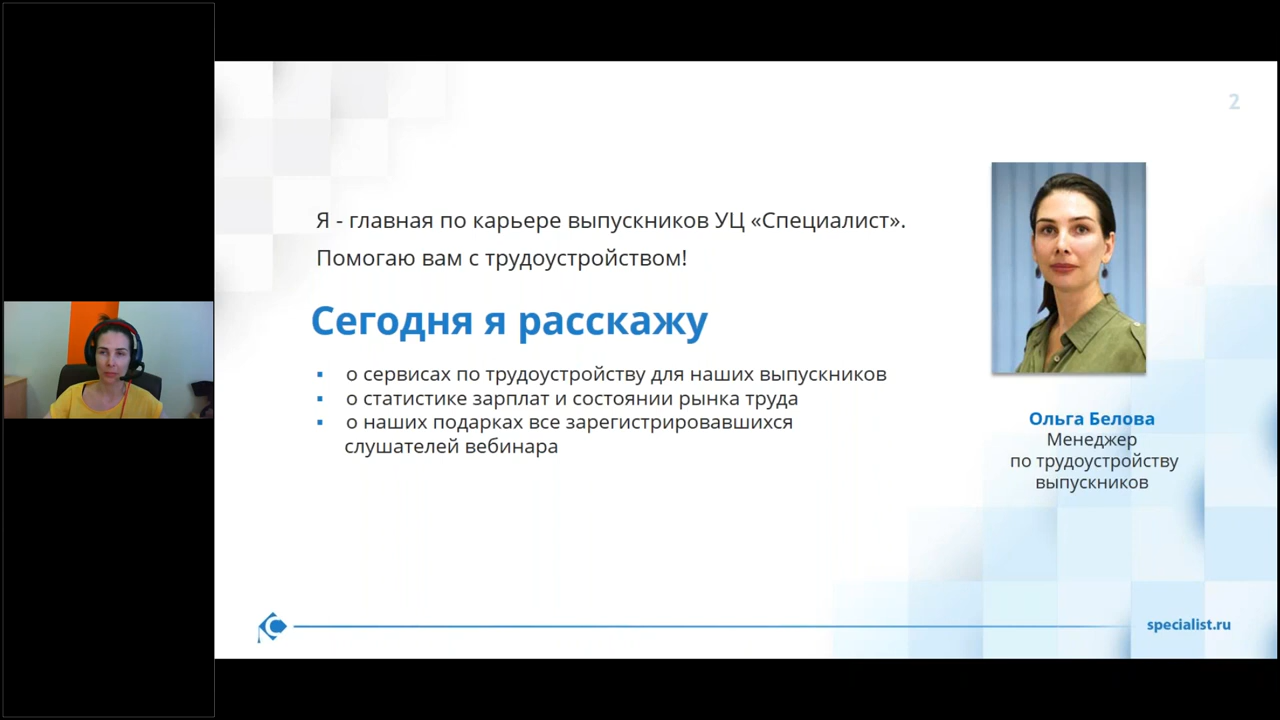 2
Я - главная по карьере выпускников УЦ «Специалист».
Помогаю вам с трудоустройством!
Сегодня я расскажу
▪ о сервисах по трудоустройству для наших выпускников
▪ о статистике зарплат и состоянии рынка труда
▪ о наших подарках все зарегистрировавшихся
слушателей вебинара
Ольга Белова
Менеджер
по трудоустройству
выпускников
specialist.ru